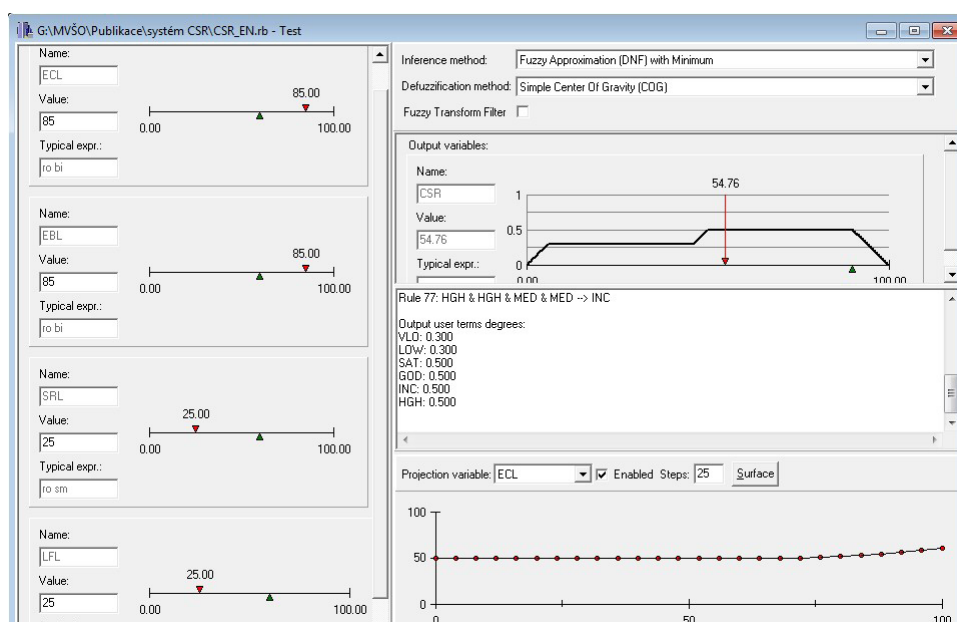 G:\MVŠO\Publikace\systém CSR\CSR_EN.rb - Test
Name:
ECL
Value:
85
Typical expr.:
ro bi
85.00
0.00 100.00
Name:
EBL
Value:
85
Typical expr.:
ro bi
85.00
0.00 100.00
Name:
SRL
Value:
25
Typical expr.:
ro sm
25.00
0.00 100.00
Name:
LFL
Value:
25
25.00
0.00 100.00
Inference method: Fuzzy Approximation (DNF) with Minimum
Defuzzification method: Simple Center Of Gravity (COG)
Fuzzy Transform Filter
Output variables:
Name:
CSR
Value:
54.76
Typical expr.:
54.76
1
0.5
0
0.00 100.00
Rule 77: HGH & HGH & MED & MED --> INC
Output user terms degrees:
VLO: 0.300
LOW: 0.300
SAT: 0.500
GOD: 0.500
INC: 0.500
HGH: 0.500
Projection variable: ECL Enabled Steps: 25 Surface
100
50
0
0 50 100